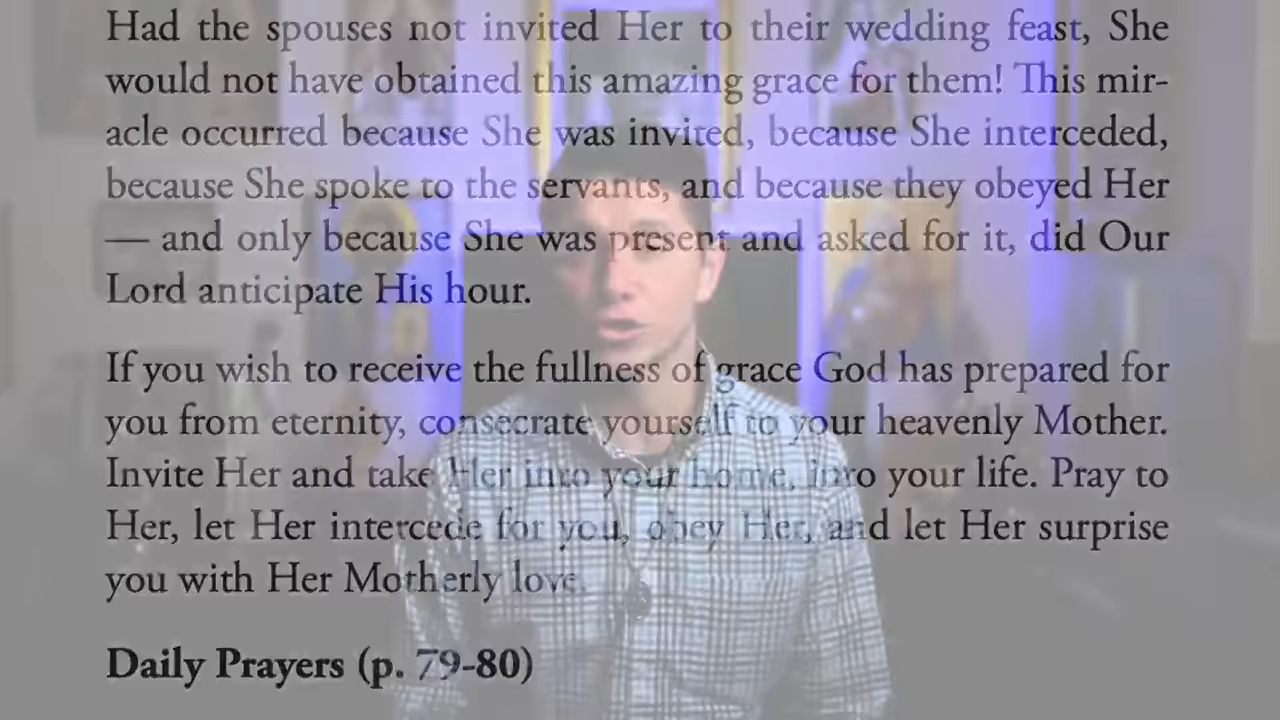 Had the spouses not invited Her to their wedding feast, She
would not have obtained this amazing grace for them! This mir-
acle occurred because She was invited, because She interceded,
because She spoke to the servants, and because they obeyed Her
— and only because She was present and asked for it, did Our
Lord anticipate His hour.
If you wish to receive the fullness of grace God has prepared for
you from eternity, consecrate yourself to your heavenly Mother.
Invite Her and take Her into your home, into your life. Pray to
Her, let Her intercede for you, obey Her, and let Her surprise
you with Her Motherly love.
Daily Prayers (p. 79-80)